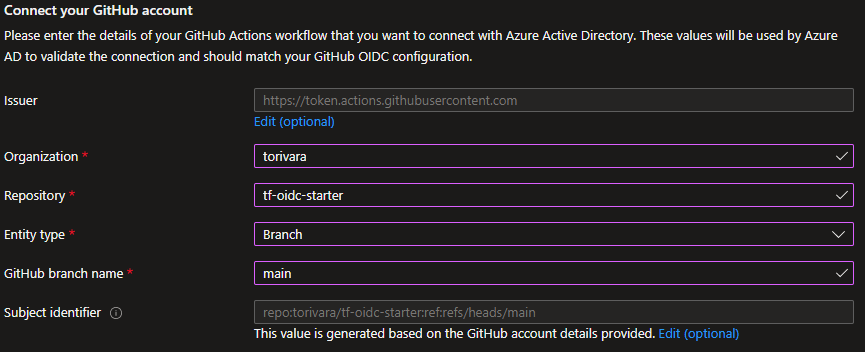 Connect your GitHub account
Please enter the details of your GitHub Actions workflow that you want to connect with Azure Active Directory. These values will be used by Azure
AD to validate the connection and should match your GitHub OIDC configuration.
Issuer
https://token.actions.githubusercontent.com
Edit (optional)
Organization *
torivara
Repository *
tf-oidc-starter
Entity type *
Branch
GitHub branch name *
main
Subject identifier
repo:torivara/tf-oidc-starter:ref:refs/heads/main
This value is generated based on the GitHub account details provided. Edit (optional)